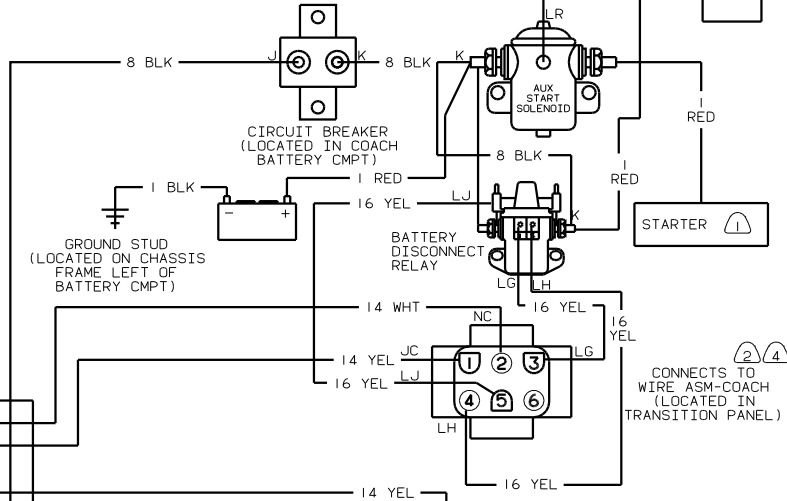 LR
8 BLK
J
K
8 BLK
K
AUX
START
SOLENOID
1
RED
CIRCUIT BREAKER
(LOCATED IN COACH
BATTERY CMPT)
8 BLK
1
RED
1 RED
1 BLK
16 YEL
LJ
K
- +
STARTER 1
GROUND STUD
(LOCATED ON CHASSIS
FRAME LEFT OF
BATTERY CMPT)
BATTERY
DISCONNECT
RELAY
LG
LH
14 WHT
16 YEL
NC
16
YEL
14 YEL
JC
1
2
3
LG
16 YEL
LJ
4
5
6
LH
2 4
CONNECTS TO
WIRE ASM-COACH
(LOCATED IN
TRANSITION PANEL)
16 YEL
14 YEL